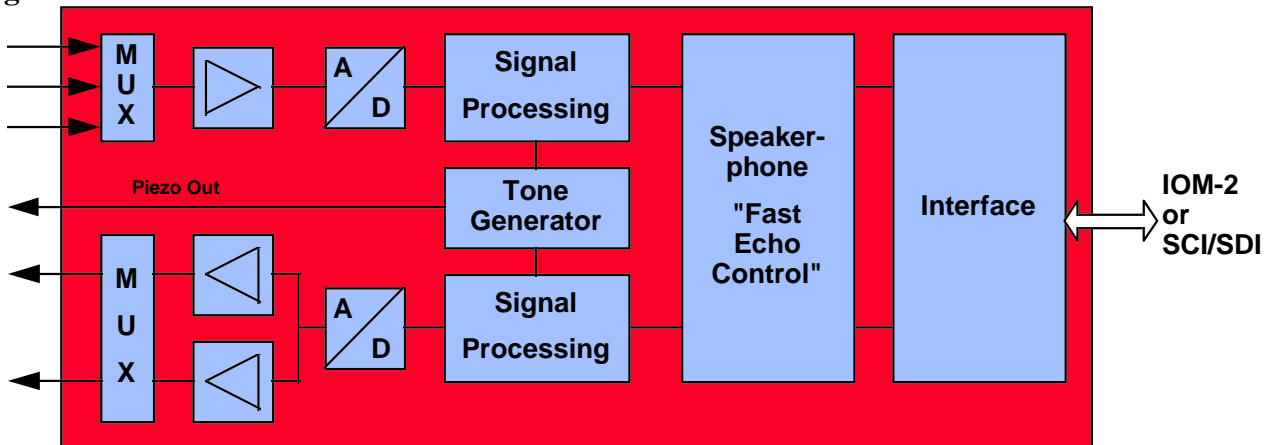 g
M
U
X
A
D
Signal
Processing
Speaker-
phone
"Fast
Echo
Control"
Interface
IOM-2
or
SCI/SDI
Piezo Out
Tone
Generator
M
U
X
A
D
Signal
Processing